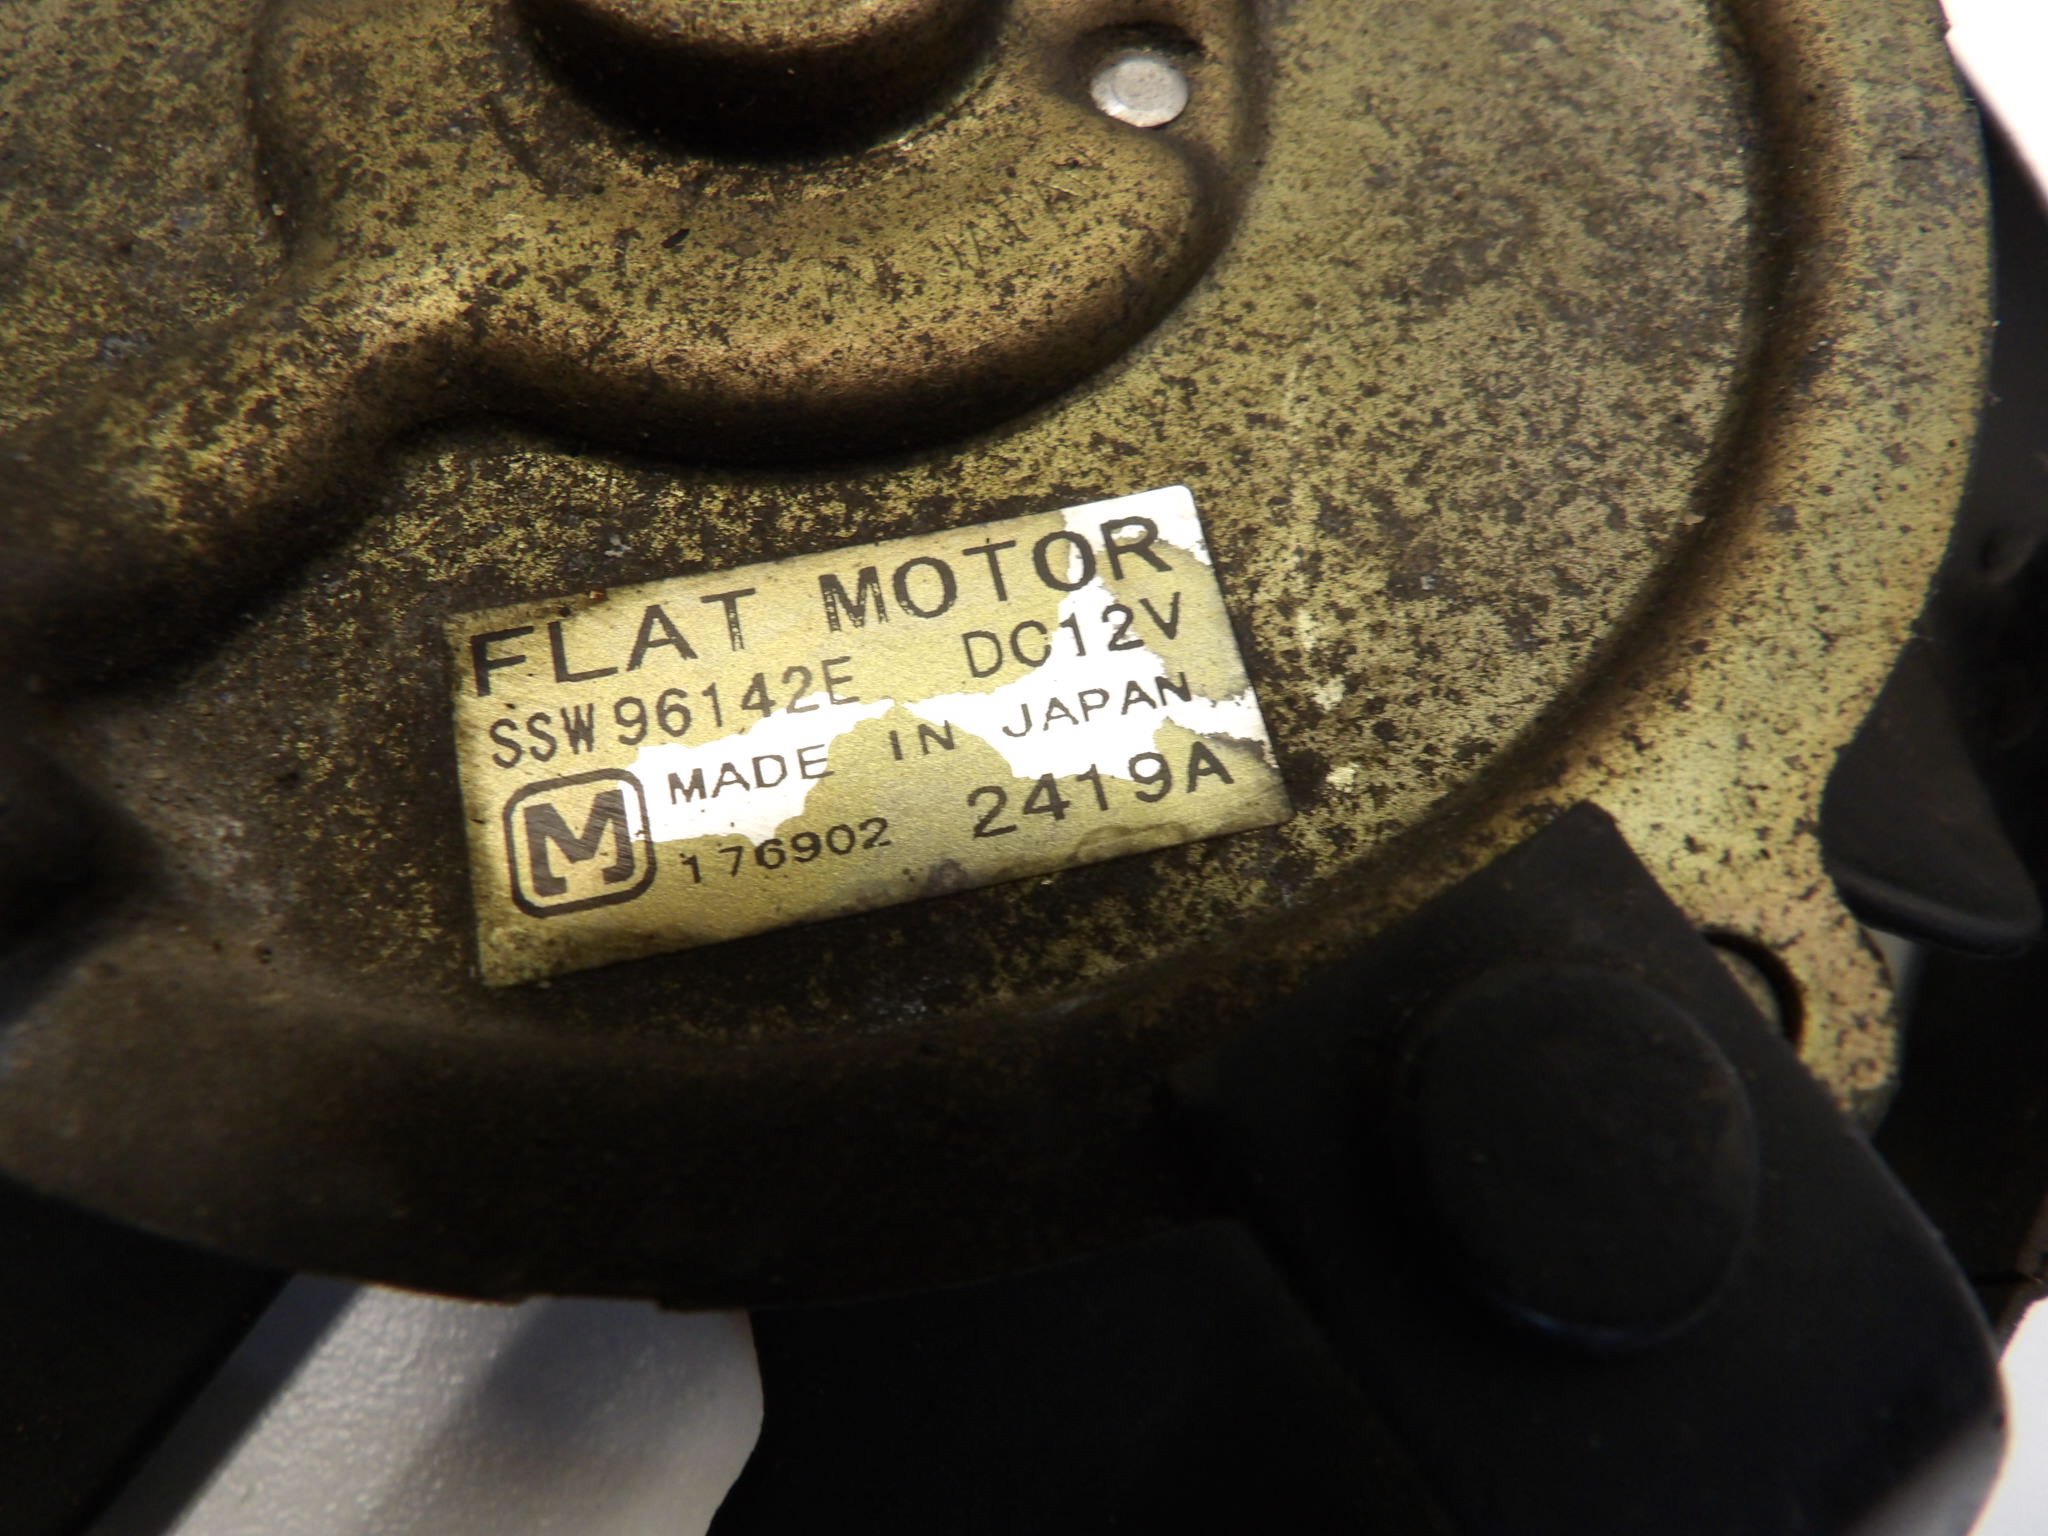 FLAT MOTOR
SSW96142E DC12V
MADE IN JAPAN
M 176902 2419A